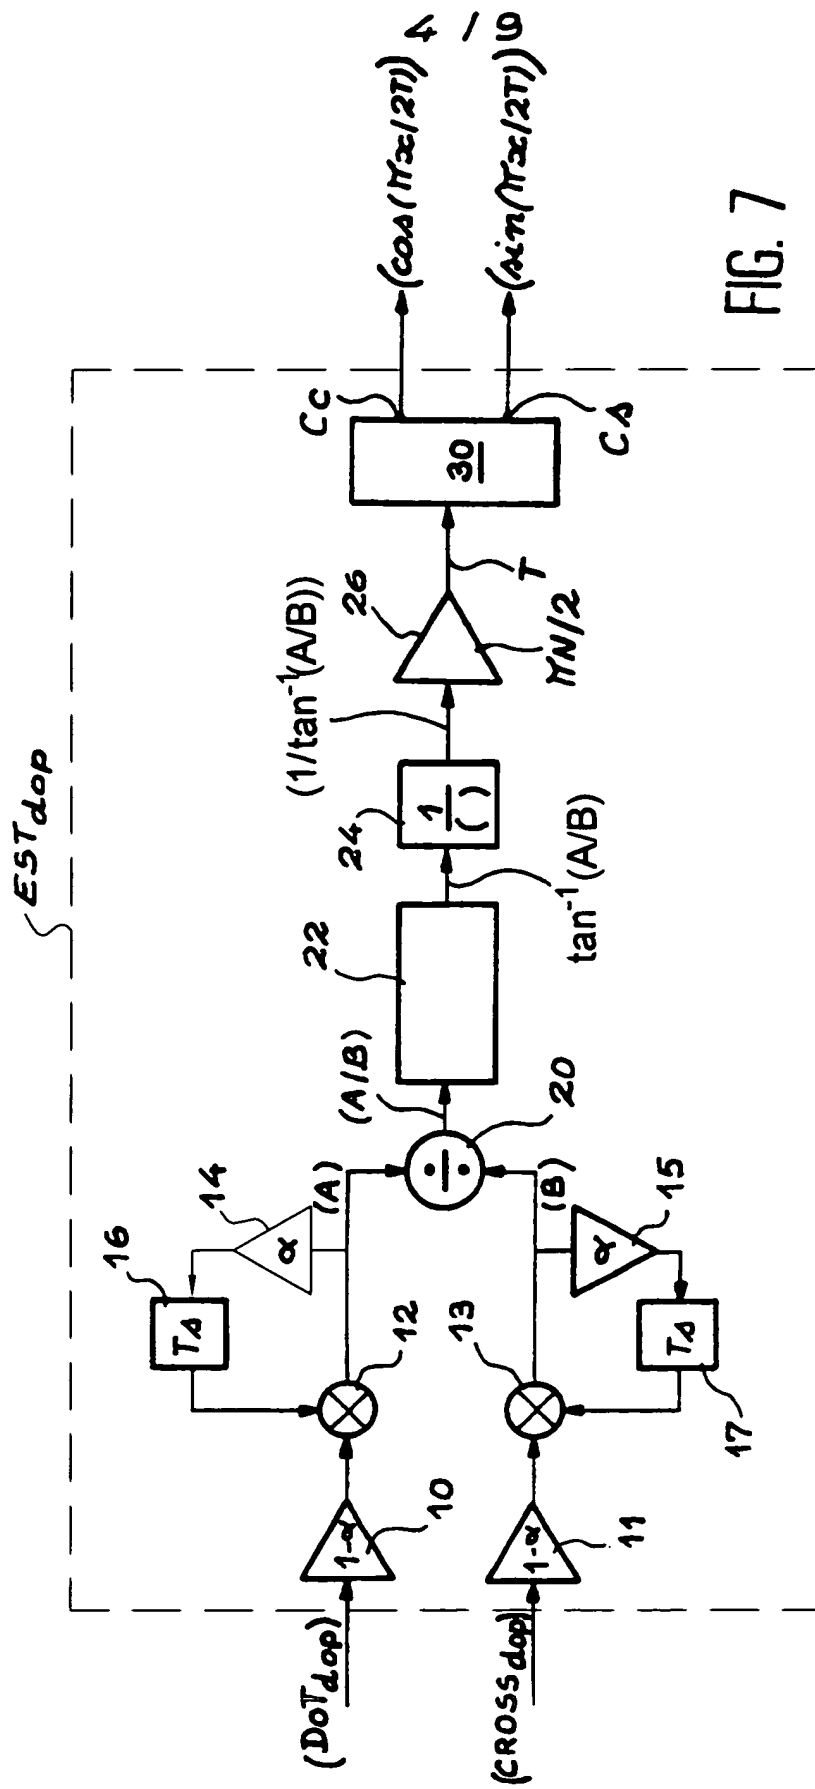 4 / 9
EST dop
(DOT dop)
1-α
10
12
Ts
16
α
14
(A)
(CROSS dop)
1-α
11
13
Ts
17
α
15
(B)
20
(A/B)
22
tan⁻¹(A/B)
24
1/( )
(1/tan⁻¹(A/B))
26
πN/2
T
30
Cc
Cs
(cos(πx/2T))
(sin(πx/2T))
FIG. 7